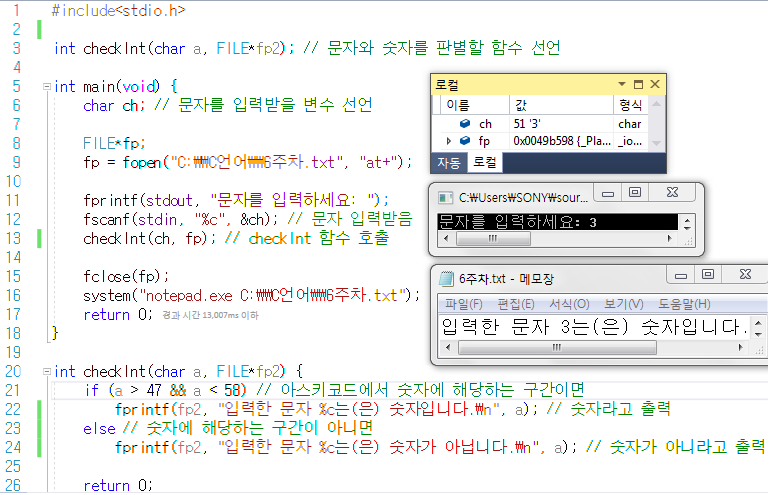 1 #include<stdio.h>
2
3 int checkInt(char a, FILE*fp2); // 문자와 숫자를 판별할 함수 선언
4
5 int main(void) {
6 char ch; // 문자를 입력받을 변수 선언
7
8 FILE*fp;
9 fp = fopen("C:₩₩C언어₩₩6주차.txt", "at+");
10
11 fprintf(stdout, "문자를 입력하세요: ");
12 fscanf(stdin, "%c", &ch); // 문자 입력받음
13 checkInt(ch, fp); // checkInt 함수 호출
14
15 fclose(fp);
16 system("notepad.exe C:₩₩C언어₩₩6주차.txt");
17 return 0; 경과 시간 13,007ms 이하
18 }
19
20 int checkInt(char a, FILE*fp2) {
21 if (a > 47 && a < 58) // 아스키코드에서 숫자에 해당하는 구간이면
22 fprintf(fp2, "입력한 문자 %c는(은) 숫자입니다.₩n", a); // 숫자라고 출력
23 else // 숫자에 해당하는 구간이 아니면
24 fprintf(fp2, "입력한 문자 %c는(은) 숫자가 아닙니다.₩n", a); // 숫자가 아니라고 출력
25
26 return 0;
로컬
이름 값 형식
ch 51 '3' char
fp 0x0049b598 {_Pla... _io...
자동 로컬
C:₩Users₩SONY₩sour...
문자를 입력하세요: 3
6주차.txt - 메모장
파일(F) 편집(E) 서식(O) 보기(V) 도움말(H)
입력한 문자 3는(은) 숫자입니다.